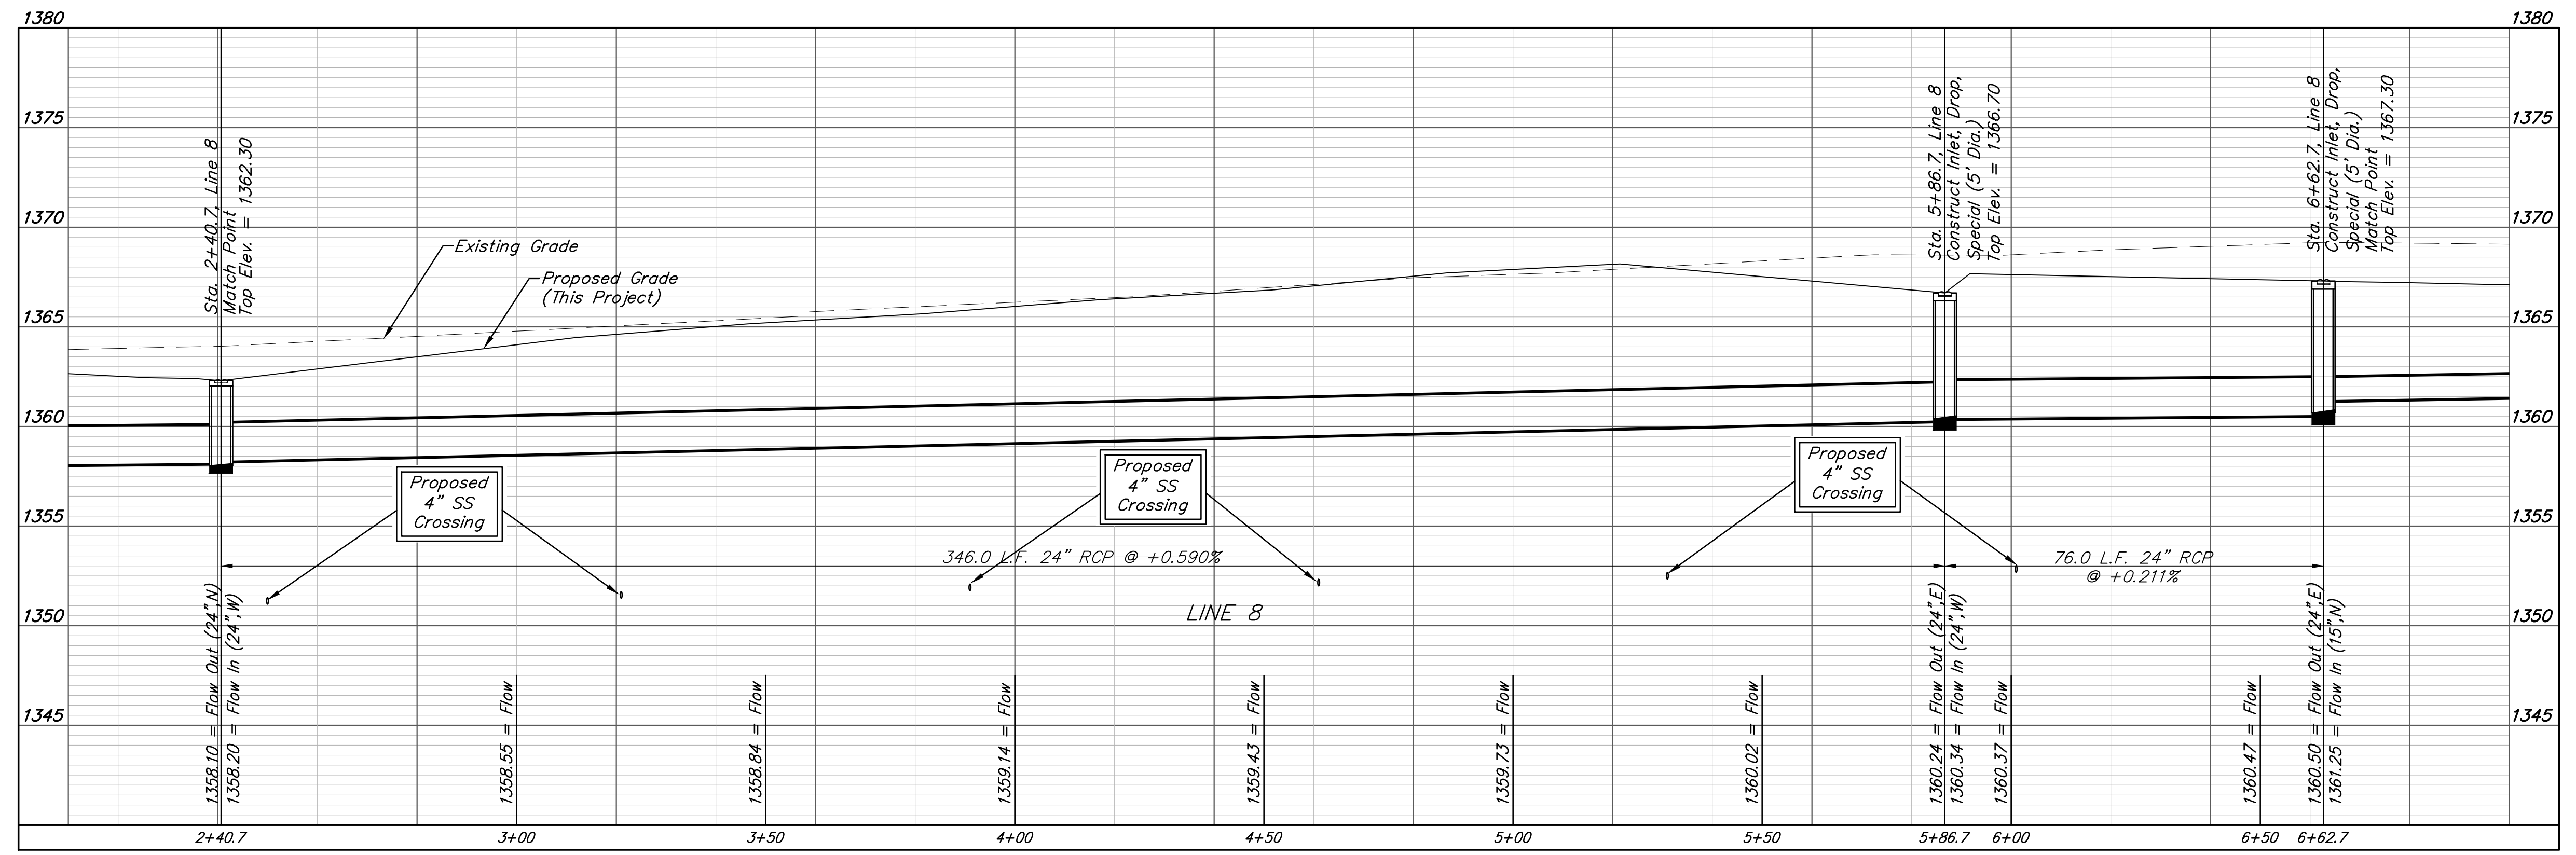 1380
1380
1375
1375
1370
1370
1365
1365
1360
1360
1355
1355
1350
1350
1345
1345
Sta. 2+40.7, Line 8
Match Point
Top Elev. = 1362.30
Existing Grade
Proposed Grade
(This Project)
Sta. 5+86.7, Line 8
Construct Inlet, Drop,
Special (5' Dia.)
Top Elev. = 1366.70
Sta. 6+62.7, Line 8
Construct Inlet, Drop,
Special (5' Dia.)
Match Point
Top Elev. = 1367.30
Proposed
4" SS
Crossing
Proposed
4" SS
Crossing
Proposed
4" SS
Crossing
346.0 L.F. 24" RCP @ +0.590%
76.0 L.F. 24" RCP
@ +0.211%
LINE 8
1358.10 = Flow Out (24",N)
1358.20 = Flow In (24",W)
1358.55 = Flow
1358.84 = Flow
1359.14 = Flow
1359.43 = Flow
1359.73 = Flow
1360.02 = Flow
1360.24 = Flow Out (24",E)
1360.34 = Flow In (24",W)
1360.37 = Flow
1360.47 = Flow
1360.50 = Flow Out (24",E)
1361.25 = Flow In (15",N)
2+40.7
3+00
3+50
4+00
4+50
5+00
5+50
5+86.7
6+00
6+50
6+62.7